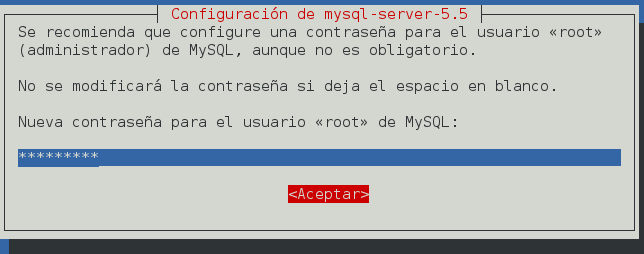 Configuración de mysql-server-5.5
Se recomienda que configure una contraseña para el usuario «root»
(administrador) de MySQL, aunque no es obligatorio.
No se modificará la contraseña si deja el espacio en blanco.
Nueva contraseña para el usuario «root» de MySQL:
*********
<Aceptar>